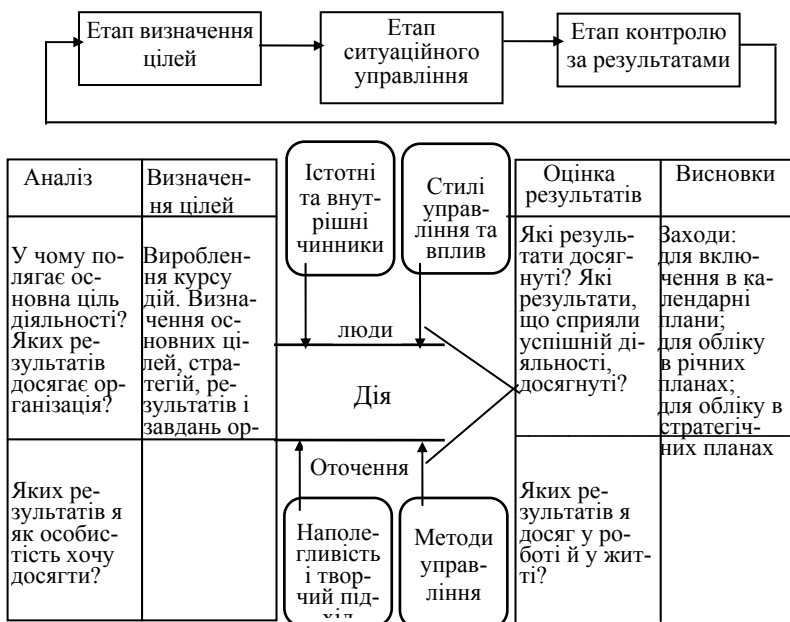 Етап визначення
цілей
Етап
ситуаційного
управління
Етап контролю
за результатами
Аналіз
Визначен-
ня цілей
Істотні
та внут-
рішні
чинники
Стилі
управ-
ління та
вплив
Оцінка
результатів
Висновки
У чому по-
лягає ос-
новна ціль
діяльності?
Яких ре-
зультатів
досягає ор-
ганізація?
Вироблен-
ня курсу
дій. Визна-
чення ос-
новних ці-
лей, стра-
тегій, ре-
зультатів і
завдань ор-
люди
Дія
Оточення
Які резуль-
тати досяг-
нуті? Які
результати,
що сприяли
успішній ді-
яльності,
досягнуті?
Заходи:
для вклю-
чення в ка-
лендарні
плани;
для обліку
в річних
планах;
для обліку в
стратегіч-
них планах
Яких ре-
зультатів я
як особис-
тість хочу
досягти?
Наполе-
гливість
і твор-
чий під-
хід
Методи
управ-
ління
Яких ре-
зультатів я
досяг у ро-
боті й у жит-
ті?